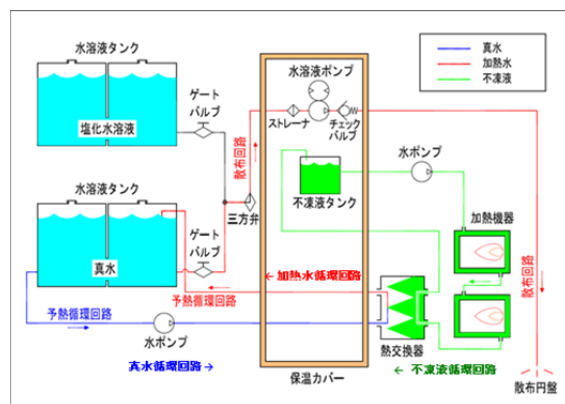 水溶液タンク
塩化水溶液
ゲート
バルブ
水溶液タンク
真水
ゲート
バルブ
予熱循環回路
予熱循環回路
水ポンプ
真水循環回路→
散布回路
三方弁
水溶液ポンプ
ストレーナ
チェック
バルブ
不凍液タンク
←加熱水循環回路
保温カバー
真水
加熱水
不凍液
水ポンプ
加熱機器
熱交換器
←不凍液循環回路
散布回路
散布円盤